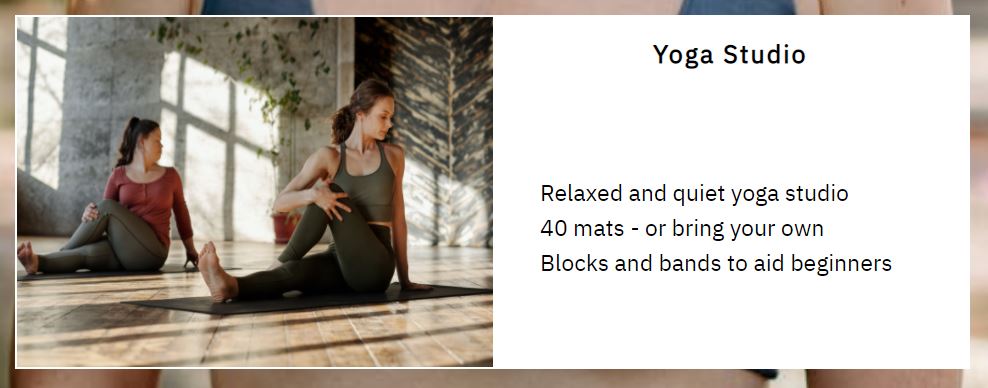 Yoga Studio
Relaxed and quiet yoga studio
40 mats - or bring your own
Blocks and bands to aid beginners